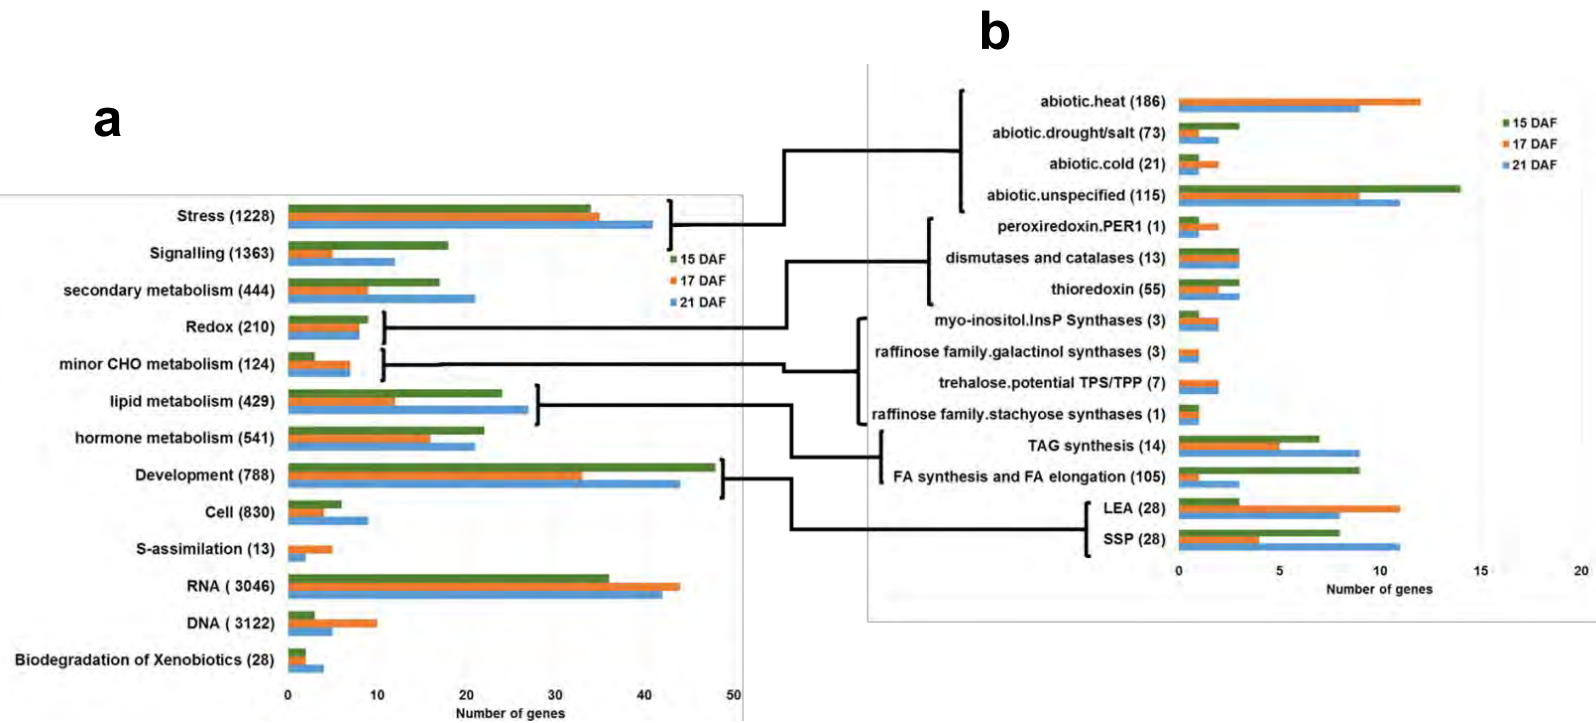 a
Stress (1228)
Signalling (1363)
secondary metabolism (444)
Redox (210)
minor CHO metabolism (124)
lipid metabolism (429)
hormone metabolism (541)
Development (788)
Cell (830)
S-assimilation (13)
RNA ( 3046)
DNA ( 3122)
Biodegradation of Xenobiotics (28)
15 DAF
17 DAF
21 DAF
0 10 20 30 40 50
Number of genes
b
abiotic.heat (186)
abiotic.drought/salt (73)
abiotic.cold (21)
abiotic.unspecified (115)
peroxiredoxin.PER1 (1)
dismutases and catalases (13)
thioredoxin (55)
myo-inositol.InsP Synthases (3)
raffinose family.galactinol synthases (3)
trehalose.potential TPS/TPP (7)
raffinose family.stachyose synthases (1)
TAG synthesis (14)
FA synthesis and FA elongation (105)
LEA (28)
SSP (28)
15 DAF
17 DAF
21 DAF
0 5 10 15 20
Number of genes